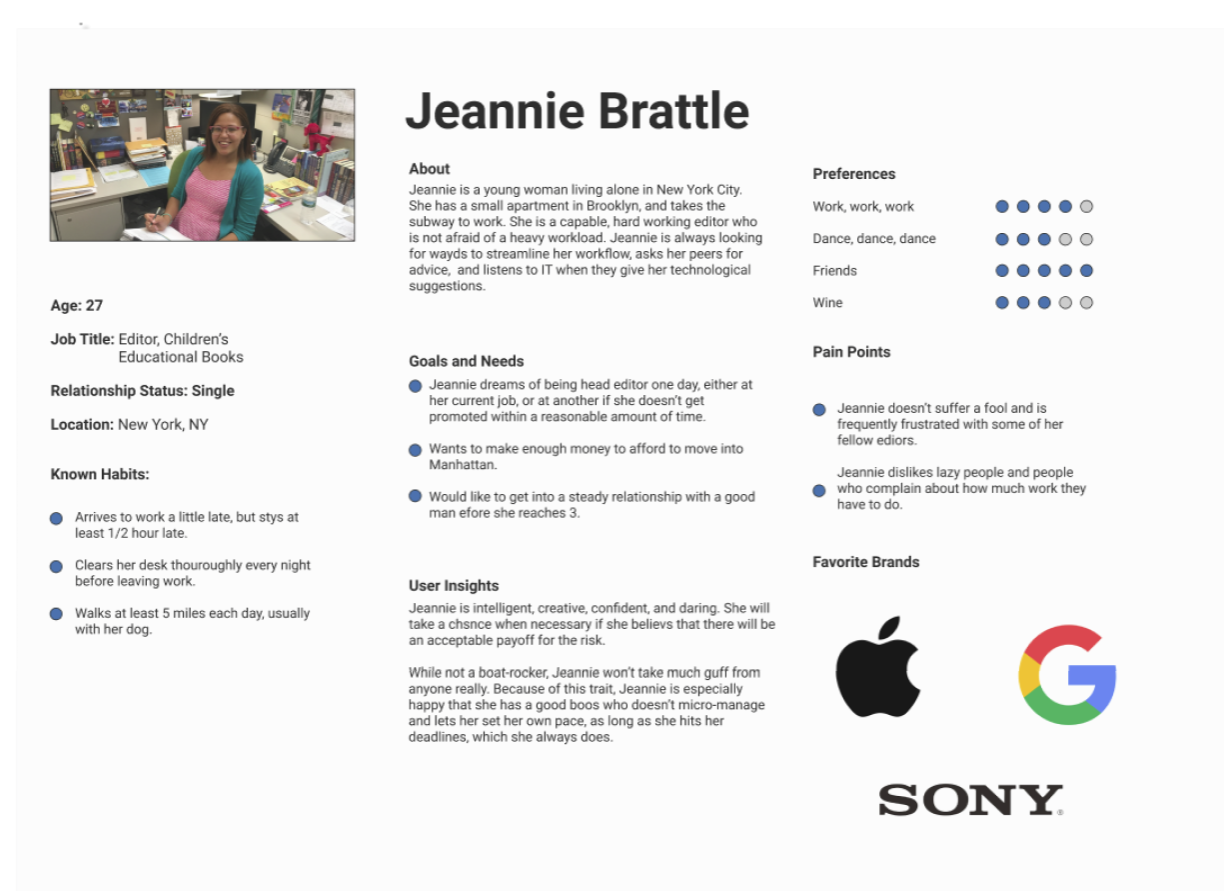 Jeannie Brattle
Age: 27
Job Title: Editor, Children's
Educational Books
Relationship Status: Single
Location: New York, NY
Known Habits:
Arrives to work a little late, but stys at
least 1/2 hour late.
Clears her desk thouroughly every night
before leaving work.
Walks at least 5 miles each day, usually
with her dog.
About
Jeannie is a young woman living alone in New York City.
She has a small apartment in Brooklyn, and takes the
subway to work. She is a capable, hard working editor who
is not afraid of a heavy workload. Jeannie is always looking
for wayds to streamline her workflow, asks her peers for
advice,  and listens to IT when they give her technological
suggestions.
Goals and Needs
Jeannie dreams of being head editor one day, either at
her current job, or at another if she doesn't get
promoted within a reasonable amount of time.
Wants to make enough money to afford to move into
Manhattan.
Would like to get into a steady relationship with a good
man efore she reaches 3.
User Insights
Jeannie is intelligent, creative, confident, and daring. She will
take a chsnce when necessary if she believs that there will be
an acceptable payoff for the risk.
While not a boat-rocker, Jeannie won't take much guff from
anyone really. Because of this trait, Jeannie is especially
happy that she has a good boos who doesn't micro-manage
and lets her set her own pace, as long as she hits her
deadlines, which she always does.
Preferences
Work, work, work
Dance, dance, dance
Friends
Wine
Pain Points
Jeannie doesn't suffer a fool and is
frequently frustrated with some of her
fellow ediors.
Jeannie dislikes lazy people and people
who complain about how much work they
have to do.
Favorite Brands
G
SONY®